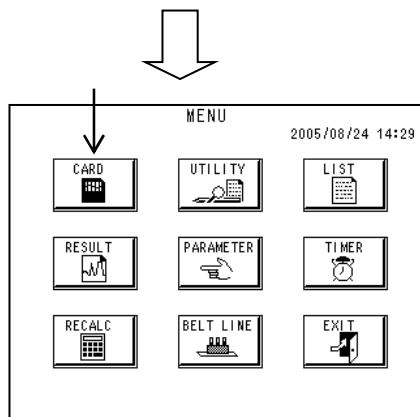 MENU
2005/08/24 14:29
CARD UTILITY LIST
RESULT PARAMETER TIMER
RECALC BELT LINE EXIT